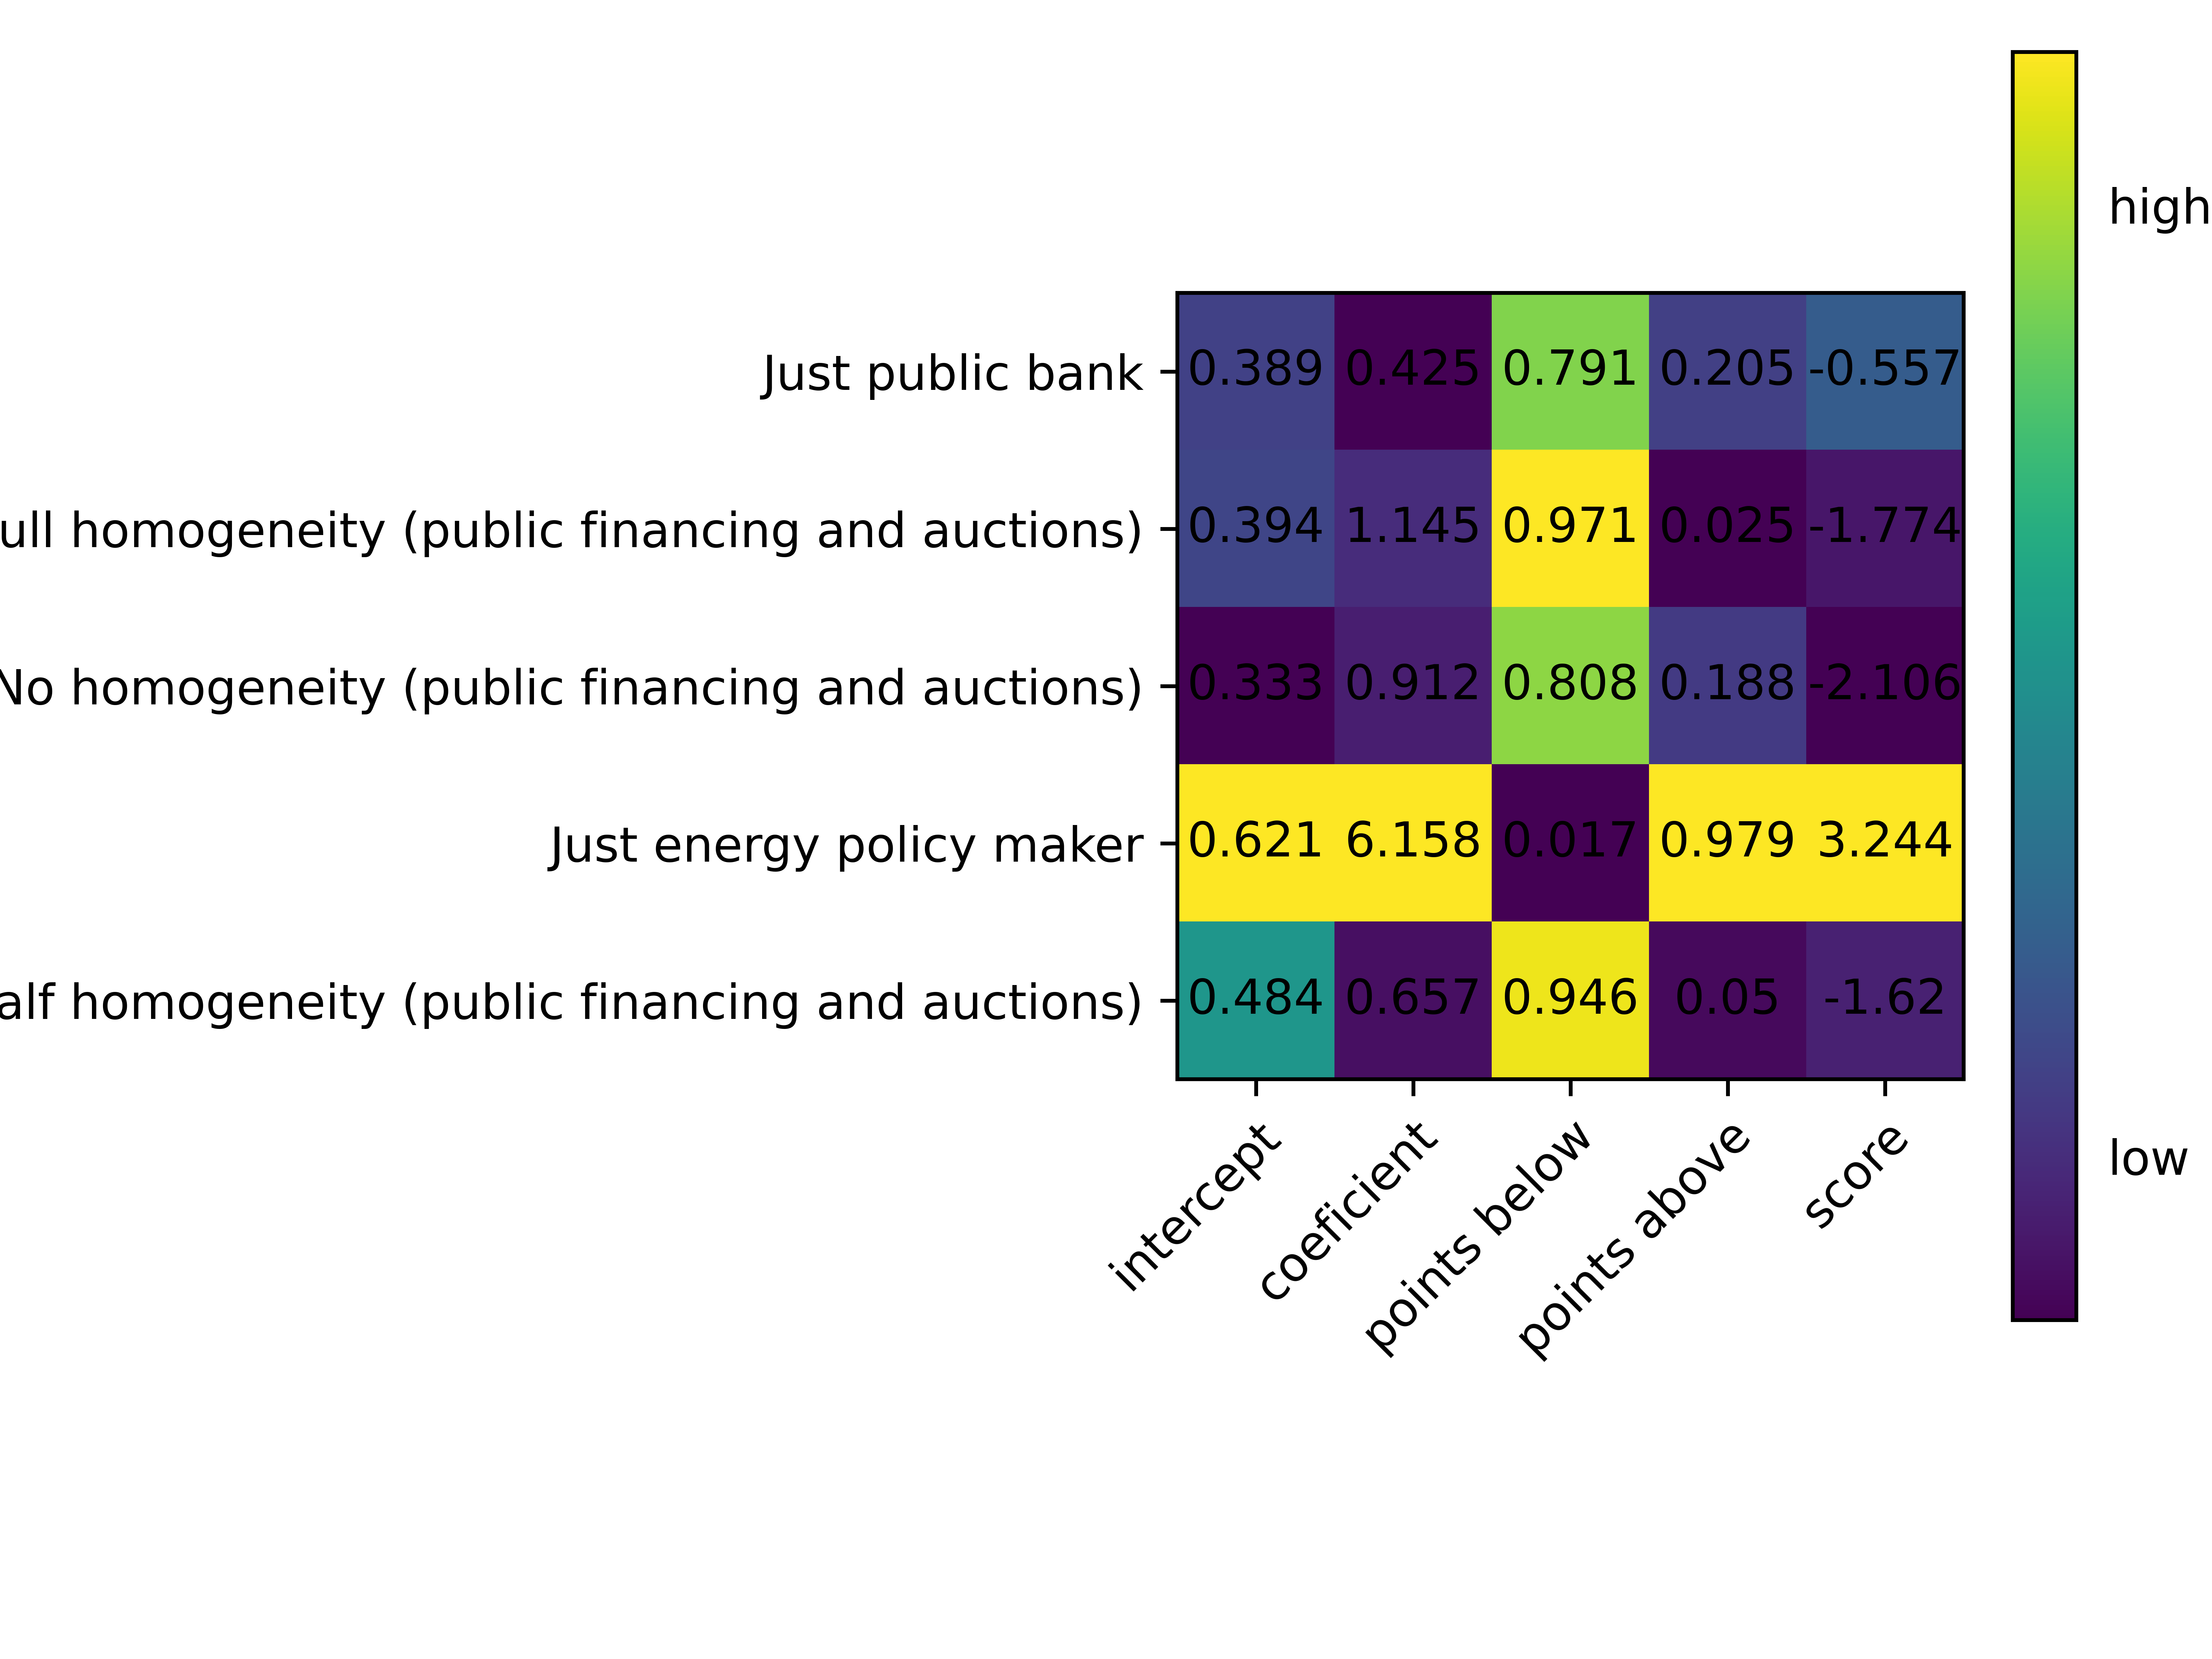 high
Just public bank 0.389 0.425 0.791 0.205 -0.557
ull homogeneity (public financing and auctions) 0.394 1.145 0.971 0.025 -1.774
No homogeneity (public financing and auctions) 0.333 0.912 0.808 0.188 -2.106
Just energy policy maker 0.621 6.158 0.017 0.979 3.244
alf homogeneity (public financing and auctions) 0.484 0.657 0.946 0.05 -1.62
low
intercept
coeficient
points below
points above
score